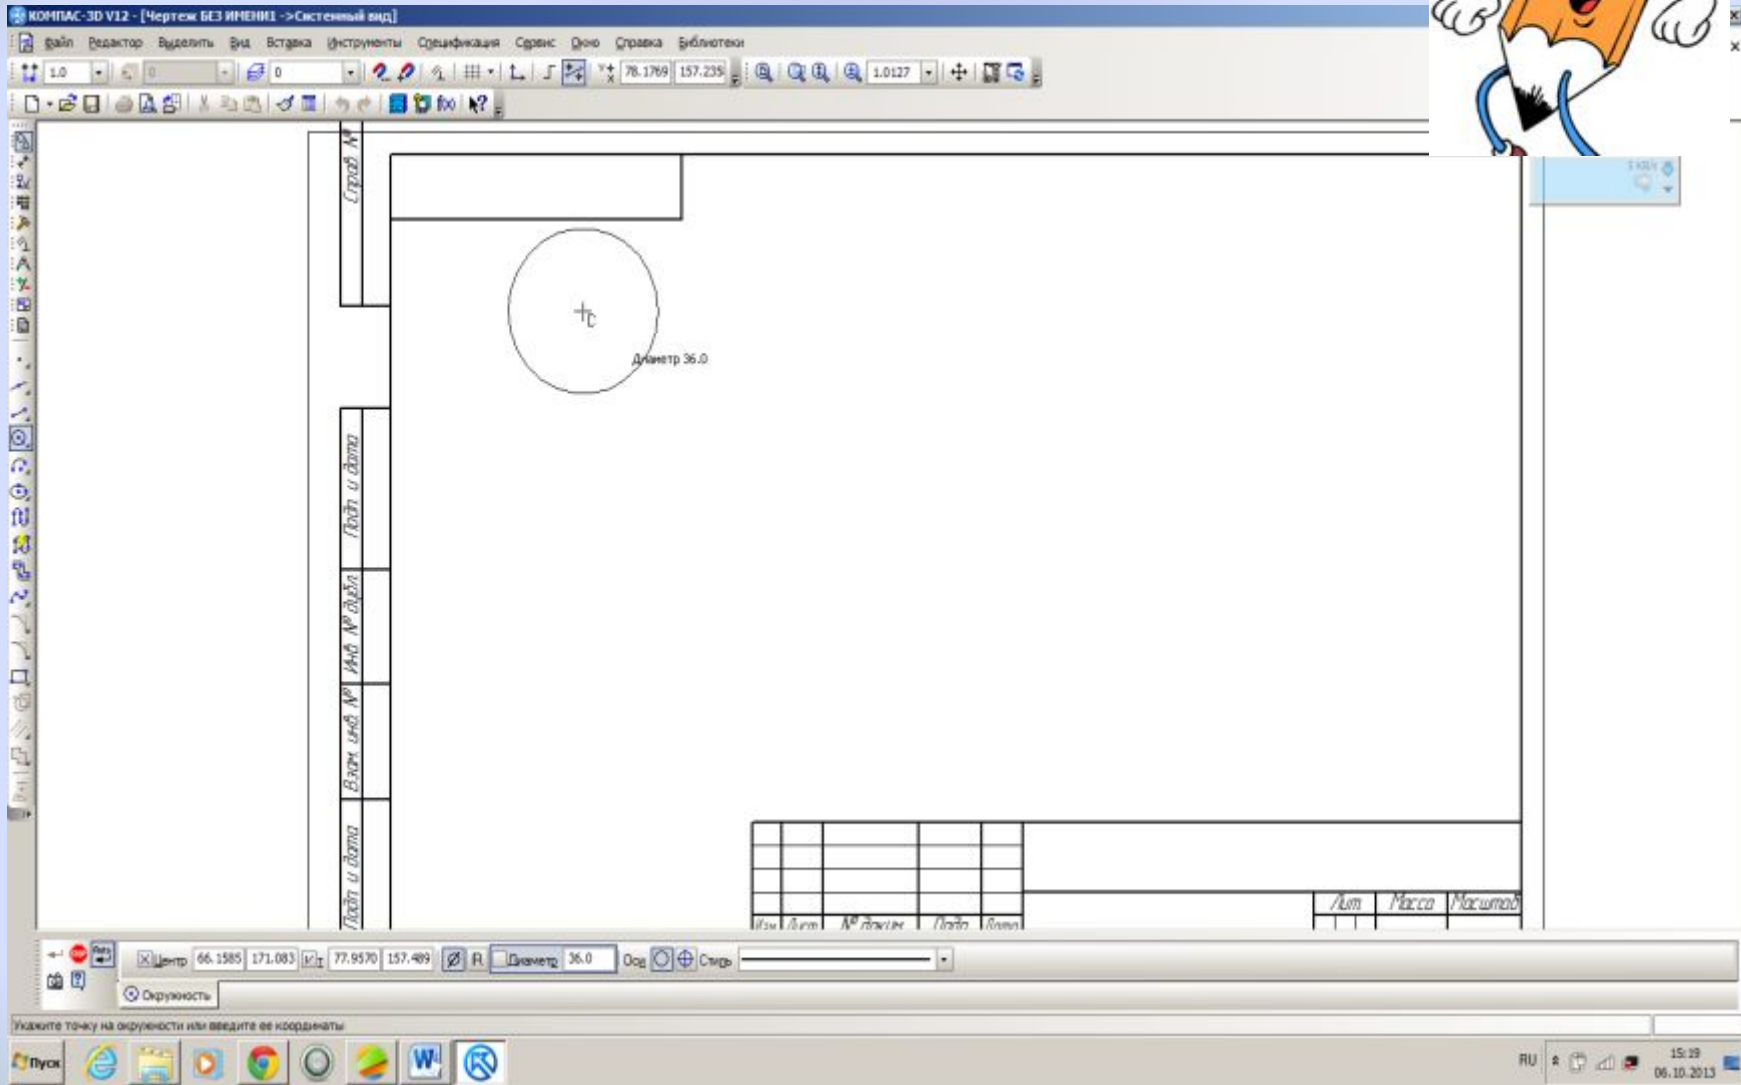 КОМПАС-3D V12 - [Чертеж БЕЗ ИМЕНИ1 ->Системный вид]
Файл Редактор Выделить Вид Вставка Инструменты Спецификация Сервис Окно Справка Библиотеки
1.0 0 0 78.1769 157.235 1.0127
f(x)
Справ. №
Диаметр 36.0
Подп. и дата
Инв. № дубл.
Взам. инв. №
Подп. и дата
Лит. Масса Масштаб
Изм. Лист № докум. Подп. Дата
Центр 66.1585 171.083 т 77.9570 157.489 R Диаметр 36.0 Оси Стиль
Окружность
Укажите точку на окружности или введите ее координаты
Пуск
RU 15:19
06.10.2013